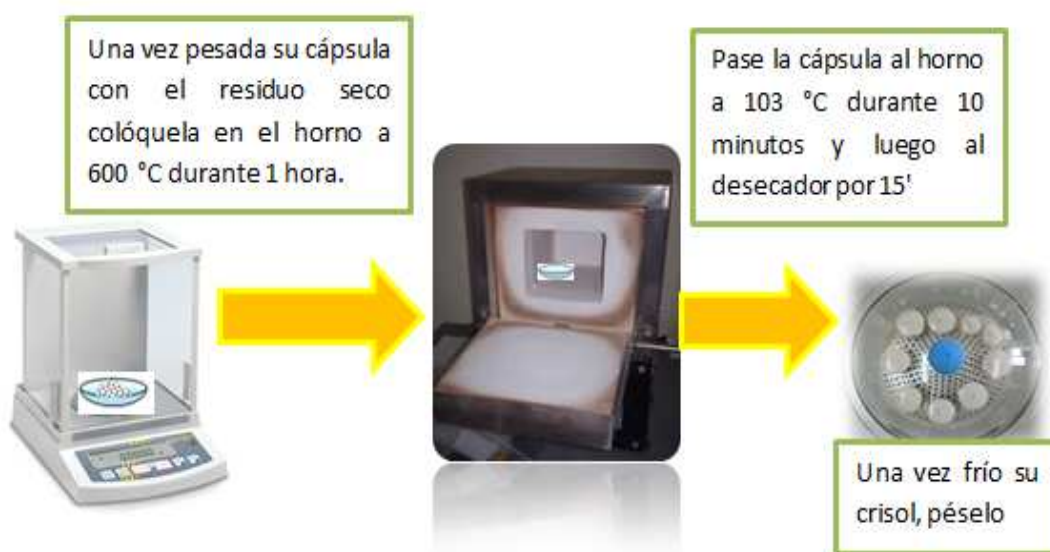 Una vez pesada su cápsula
con el residuo seco
colóquela en el horno a
600 °C durante 1 hora.
Pase la cápsula al horno
a 103 °C durante 10
minutos y luego al
desecador por 15'
Una vez frío su
crisol, péselo